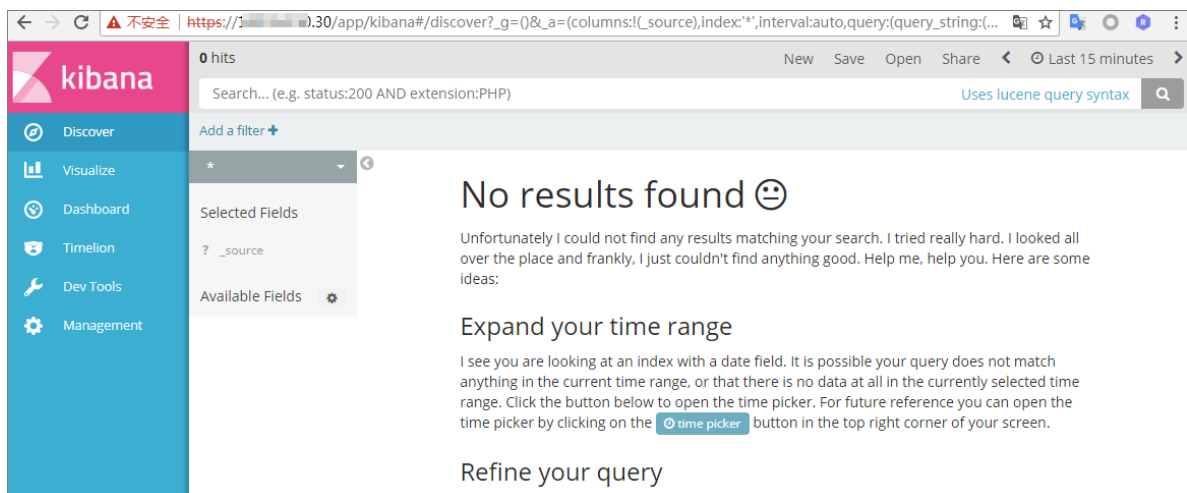 不安全 https://1 0.30/app/kibana#/discover?_g=()&_a=(columns:!(_source),index:'*',interval:auto,query:(query_string:(...
kibana
0 hits
New Save Open Share Last 15 minutes
Search... (e.g. status:200 AND extension:PHP) Uses lucene query syntax
Add a filter +
Discover
Visualize
Dashboard
Timelion
Dev Tools
Management
*
Selected Fields
? _source
Available Fields
No results found
Unfortunately I could not find any results matching your search. I tried really hard. I looked all
over the place and frankly, I just couldn't find anything good. Help me, help you. Here are some
ideas:
Expand your time range
I see you are looking at an index with a date field. It is possible your query does not match
anything in the current time range, or that there is no data at all in the currently selected time
range. Click the button below to open the time picker. For future reference you can open the
time picker by clicking on the time picker button in the top right corner of your screen.
Refine your query